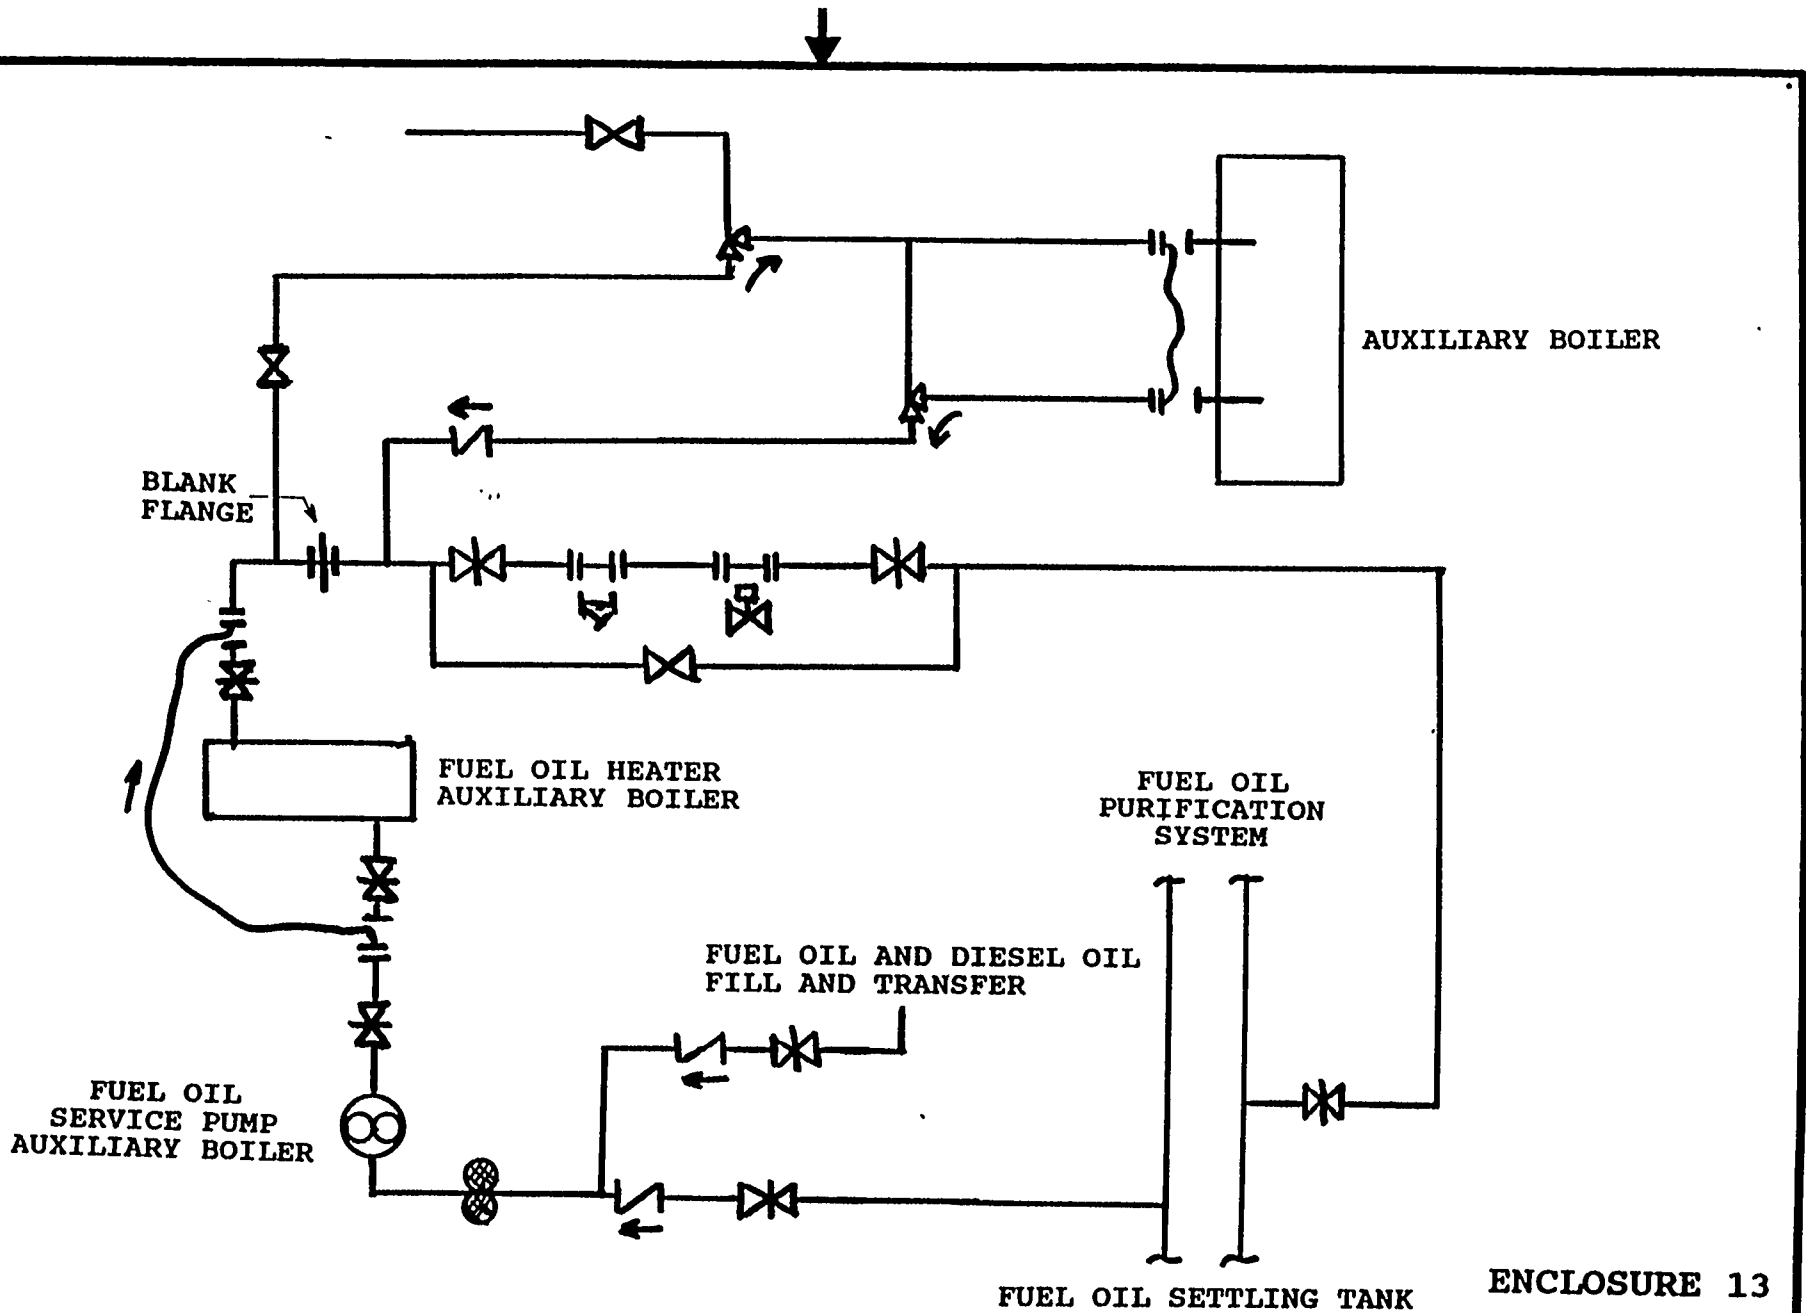 AUXILIARY BOILER
BLANK
FLANGE
FUEL OIL HEATER
AUXILIARY BOILER
FUEL OIL
PURIFICATION
SYSTEM
FUEL OIL AND DIESEL OIL
FILL AND TRANSFER
FUEL OIL
SERVICE PUMP
AUXILIARY BOILER
FUEL OIL SETTLING TANK
ENCLOSURE 13